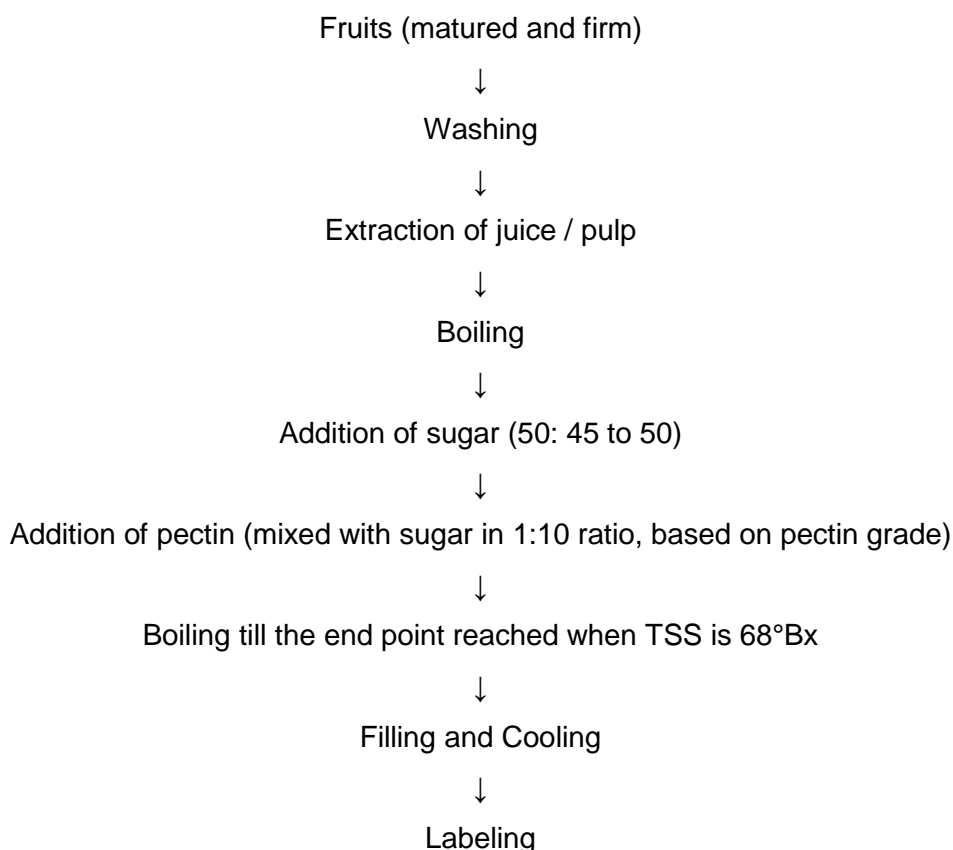 Fruits (matured and firm)
↓
Washing
↓
Extraction of juice / pulp
↓
Boiling
↓
Addition of sugar (50: 45 to 50)
↓
Addition of pectin (mixed with sugar in 1:10 ratio, based on pectin grade)
↓
Boiling till the end point reached when TSS is 68°Bx
↓
Filling and Cooling
↓
Labeling